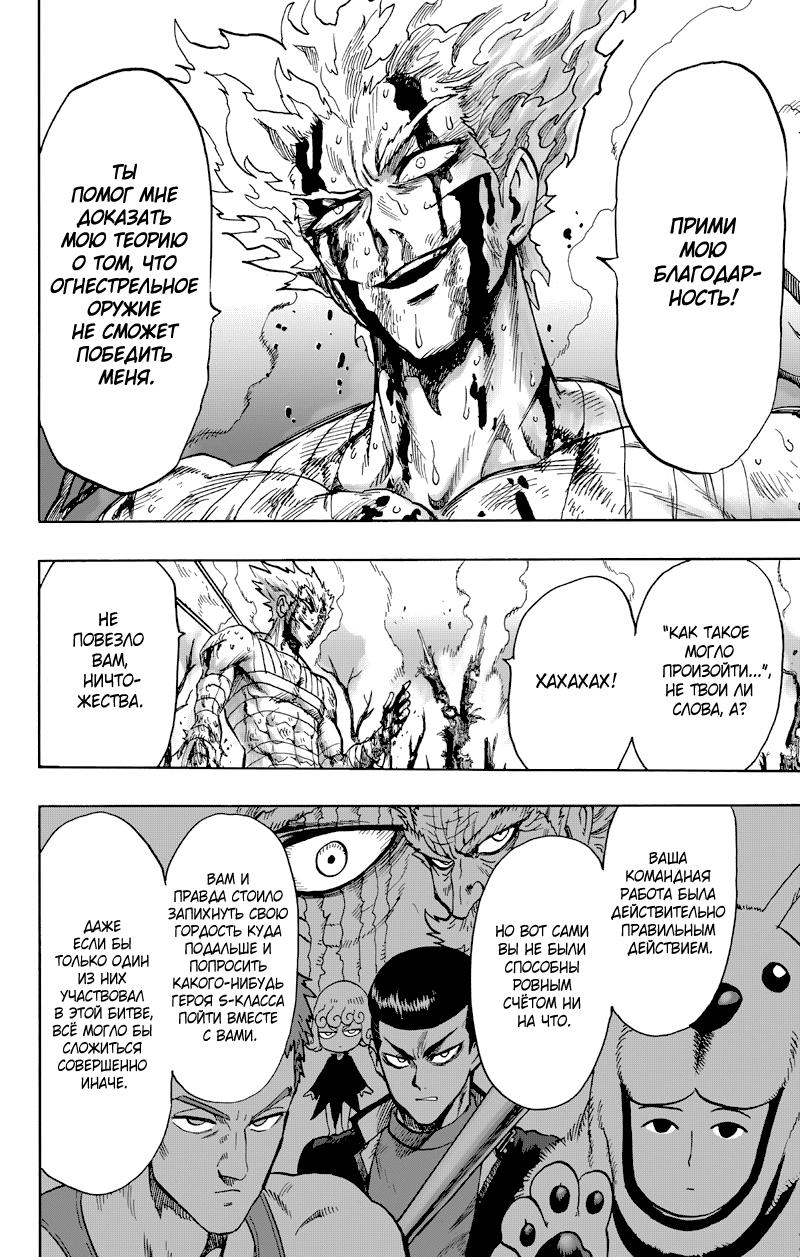 ПРИМИ
МОЮ
БЛАГОДАР-
НОСТЬ!
ТЫ
ПОМОГ МНЕ
ДОКАЗАТЬ
МОЮ ТЕОРИЮ
О ТОМ, ЧТО
ОГНЕСТРЕЛЬНОЕ
ОРУЖИЕ
НЕ СМОЖЕТ
ПОБЕДИТЬ
МЕНЯ.
"КАК ТАКОЕ
МОГЛО
ПРОИЗОЙТИ...",
НЕ ТВОИ ЛИ
СЛОВА, А?
ХАХАХАХ!
НЕ
ПОВЕЗЛО
ВАМ,
НИЧТО-
ЖЕСТВА.
ВАША
КОМАНДНАЯ
РАБОТА БЫЛА
ДЕЙСТВИТЕЛЬНО
ПРАВИЛЬНЫМ
ДЕЙСТВИЕМ.
НО ВОТ САМИ
ВЫ НЕ БЫЛИ
СПОСОБНЫ
РОВНЫМ
СЧЁТОМ НИ
НА ЧТО.
ВАМ И
ПРАВДА СТОИЛО
ЗАПИХНУТЬ СВОЮ
ГОРДОСТЬ КУДА
ПОДАЛЬШЕ И
ПОПРОСИТЬ
КАКОГО-НИБУДЬ
ГЕРОЯ S-КЛАССА
ПОЙТИ ВМЕСТЕ
С ВАМИ.
ДАЖЕ
ЕСЛИ БЫ
ТОЛЬКО ОДИН
ИЗ НИХ
УЧАСТВОВАЛ
В ЭТОЙ БИТВЕ,
ВСЁ МОГЛО БЫ
СЛОЖИТЬСЯ
СОВЕРШЕННО
ИНАЧЕ.